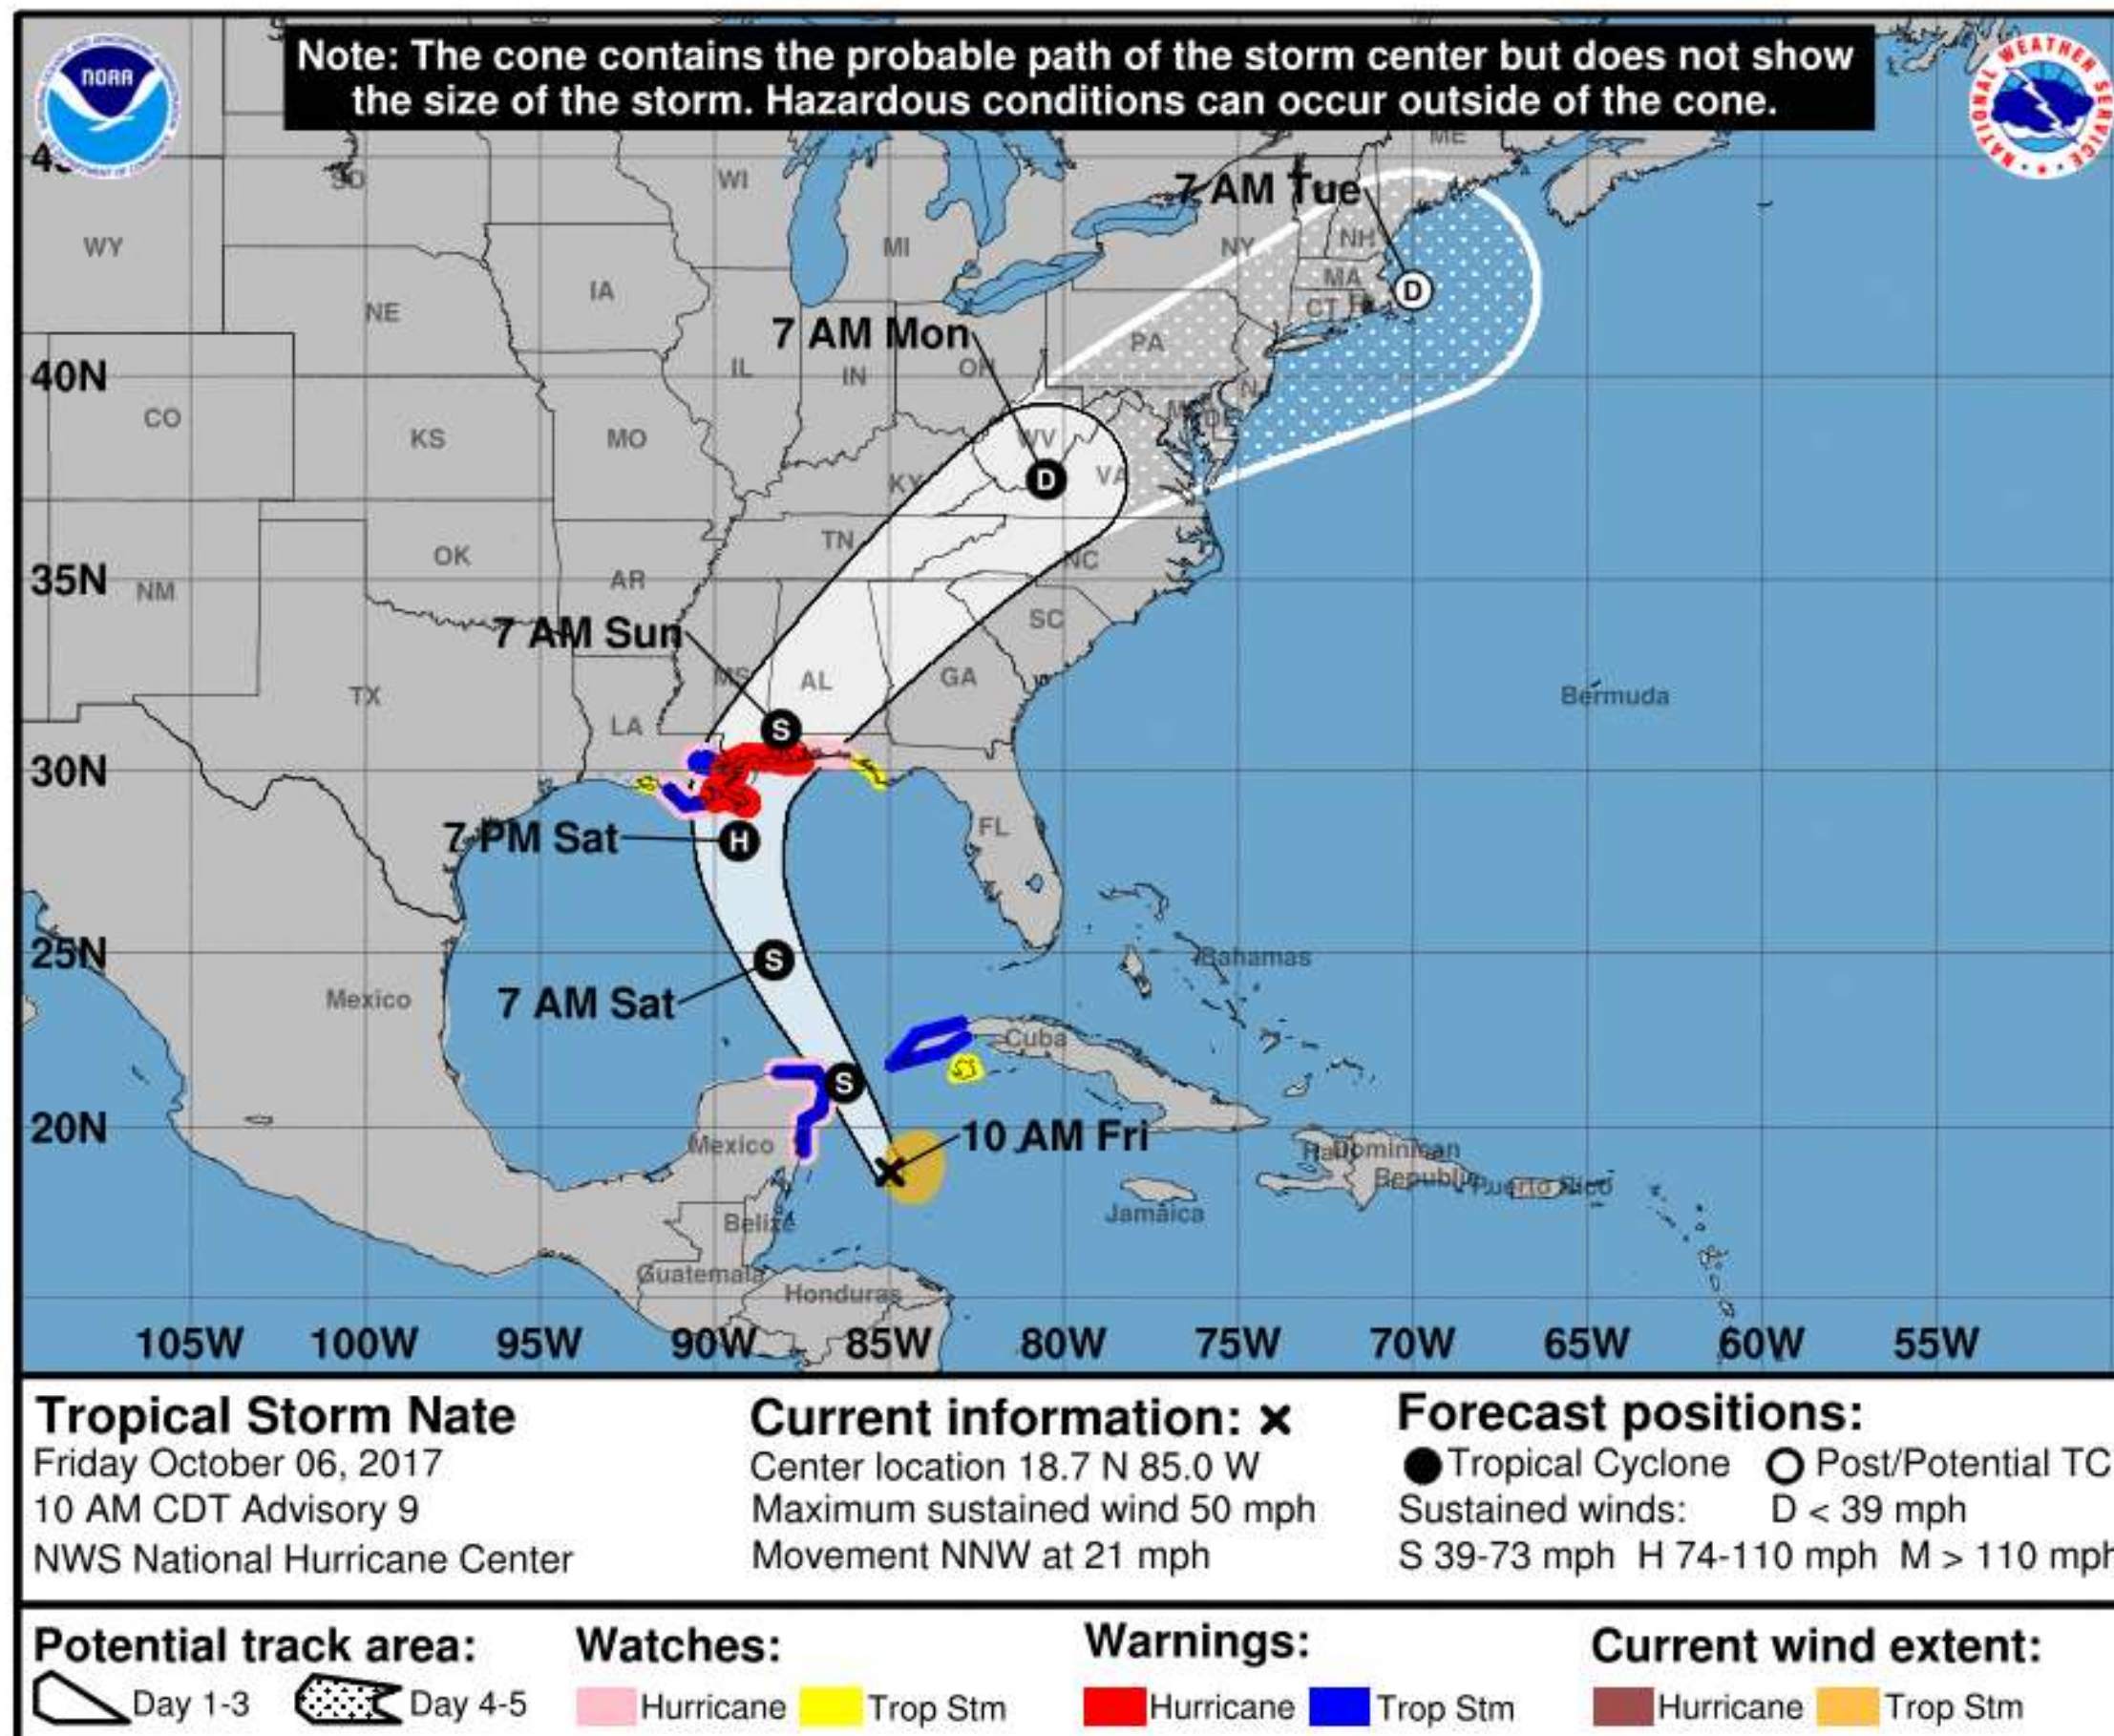 Note: The cone contains the probable path of the storm center but does not show
the size of the storm. Hazardous conditions can occur outside of the cone.
NOAA
NATIONAL WEATHER SERVICE
ME
SD
WI
7 AM Tue
WY
MI
NY
NH
IA
MA
NE
CT
D
7 AM Mon
PA
40N
IL
IN
OH
CO
KS
MO
WV
KY
VA
D
TN
OK
NC
35N
NM
AR
SC
7 AM Sun
MS
AL
GA
TX
Bermuda
LA
S
30N
FL
7 PM Sat
H
25N
S
Bahamas
Mexico
7 AM Sat
Cuba
S
20N
10 AM Fri
Mexico
Dominican
Republic
Puerto Rico
Jamaica
Belize
Guatemala
Honduras
105W 100W 95W 90W 85W 80W 75W 70W 65W 60W 55W
Tropical Storm Nate
Friday October 06, 2017
10 AM CDT Advisory 9
NWS National Hurricane Center
Current information: x
Center location 18.7 N 85.0 W
Maximum sustained wind 50 mph
Movement NNW at 21 mph
Forecast positions:
Tropical Cyclone Post/Potential TC
Sustained winds: D < 39 mph
S 39-73 mph H 74-110 mph M > 110 mph
Potential track area:
Day 1-3 Day 4-5
Watches:
Hurricane Trop Stm
Warnings:
Hurricane Trop Stm
Current wind extent:
Hurricane Trop Stm